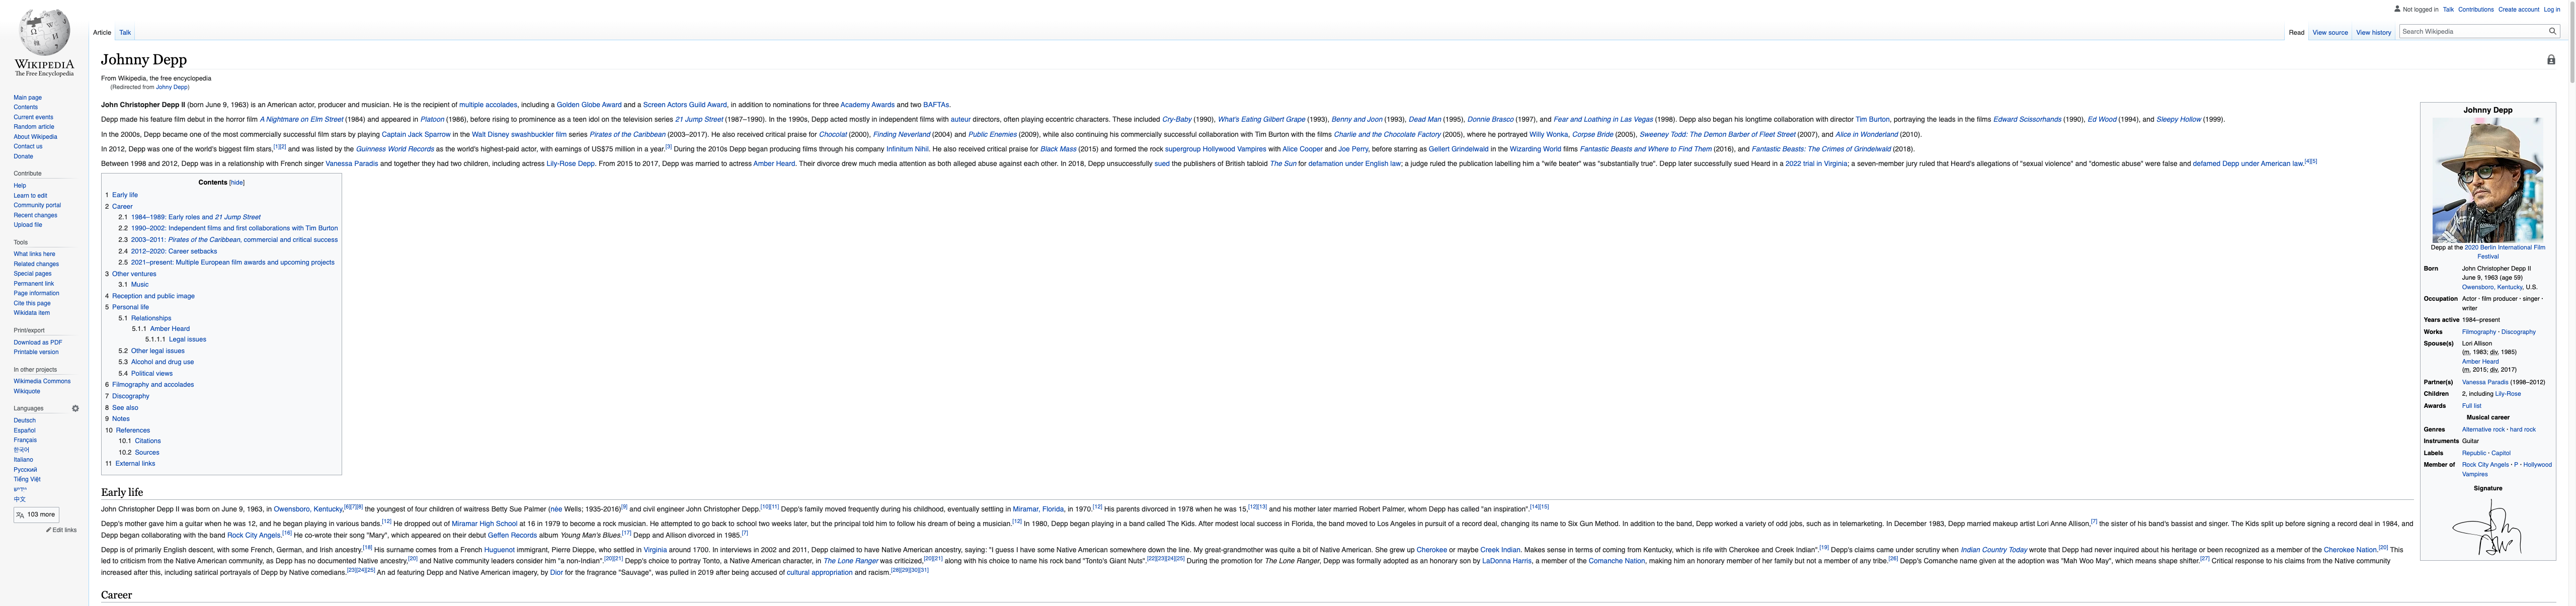 Not logged in Talk Contributions Create account Log in
Article Talk
Read View source View history Search Wikipedia
WIKIPEDIA
The Free Encyclopedia
Main page
Contents
Current events
Random article
About Wikipedia
Contact us
Donate
Contribute
Help
Learn to edit
Community portal
Recent changes
Upload file
Tools
What links here
Related changes
Special pages
Permanent link
Page information
Cite this page
Wikidata item
Print/export
Download as PDF
Printable version
In other projects
Wikimedia Commons
Wikiquote
Languages
Deutsch
Español
Français
한국어
Italiano
Русский
Tiếng Việt
中文
103 more
Edit links
Johnny Depp
From Wikipedia, the free encyclopedia
(Redirected from Johny Depp)
John Christopher Depp II (born June 9, 1963) is an American actor, producer and musician. He is the recipient of multiple accolades, including a Golden Globe Award and a Screen Actors Guild Award, in addition to nominations for three Academy Awards and two BAFTAs.
Depp made his feature film debut in the horror film A Nightmare on Elm Street (1984) and appeared in Platoon (1986), before rising to prominence as a teen idol on the television series 21 Jump Street (1987–1990). In the 1990s, Depp acted mostly in independent films with auteur directors, often playing eccentric characters. These included Cry-Baby (1990), What's Eating Gilbert Grape (1993), Benny and Joon (1993), Dead Man (1995), Donnie Brasco (1997), and Fear and Loathing in Las Vegas (1998). Depp also began his longtime collaboration with director Tim Burton, portraying the leads in the films Edward Scissorhands (1990), Ed Wood (1994), and Sleepy Hollow (1999).
In the 2000s, Depp became one of the most commercially successful film stars by playing Captain Jack Sparrow in the Walt Disney swashbuckler film series Pirates of the Caribbean (2003–2017). He also received critical praise for Chocolat (2000), Finding Neverland (2004) and Public Enemies (2009), while also continuing his commercially successful collaboration with Tim Burton with the films Charlie and the Chocolate Factory (2005), where he portrayed Willy Wonka, Corpse Bride (2005), Sweeney Todd: The Demon Barber of Fleet Street (2007), and Alice in Wonderland (2010).
In 2012, Depp was one of the world's biggest film stars,[1][2] and was listed by the Guinness World Records as the world's highest-paid actor, with earnings of US$75 million in a year.[3] During the 2010s Depp began producing films through his company Infinitum Nihil. He also received critical praise for Black Mass (2015) and formed the rock supergroup Hollywood Vampires with Alice Cooper and Joe Perry, before starring as Gellert Grindelwald in the Wizarding World films Fantastic Beasts and Where to Find Them (2016), and Fantastic Beasts: The Crimes of Grindelwald (2018).
Between 1998 and 2012, Depp was in a relationship with French singer Vanessa Paradis and together they had two children, including actress Lily-Rose Depp. From 2015 to 2017, Depp was married to actress Amber Heard. Their divorce drew much media attention as both alleged abuse against each other. In 2018, Depp unsuccessfully sued the publishers of British tabloid The Sun for defamation under English law; a judge ruled the publication labelling him a "wife beater" was "substantially true". Depp later successfully sued Heard in a 2022 trial in Virginia; a seven-member jury ruled that Heard's allegations of "sexual violence" and "domestic abuse" were false and defamed Depp under American law.[4][5]
Contents [hide]
1 Early life
2 Career
2.1 1984–1989: Early roles and 21 Jump Street
2.2 1990–2002: Independent films and first collaborations with Tim Burton
2.3 2003–2011: Pirates of the Caribbean, commercial and critical success
2.4 2012–2020: Career setbacks
2.5 2021–present: Multiple European film awards and upcoming projects
3 Other ventures
3.1 Music
4 Reception and public image
5 Personal life
5.1 Relationships
5.1.1 Amber Heard
5.1.1.1 Legal issues
5.2 Other legal issues
5.3 Alcohol and drug use
5.4 Political views
6 Filmography and accolades
7 Discography
8 See also
9 Notes
10 References
10.1 Citations
10.2 Sources
11 External links
Johnny Depp
Depp at the 2020 Berlin International Film
Festival
Born John Christopher Depp II
June 9, 1963 (age 59)
Owensboro, Kentucky, U.S.
Occupation Actor · film producer · singer ·
writer
Years active 1984–present
Works Filmography · Discography
Spouse(s) Lori Allison
(m. 1983; div. 1985)
Amber Heard
(m. 2015; div. 2017)
Partner(s) Vanessa Paradis (1998–2012)
Children 2, including Lily-Rose
Awards Full list
Musical career
Genres Alternative rock · hard rock
Instruments Guitar
Labels Republic · Capitol
Member of Rock City Angels · P · Hollywood
Vampires
Signature
Early life
John Christopher Depp II was born on June 9, 1963, in Owensboro, Kentucky,[6][7][8] the youngest of four children of waitress Betty Sue Palmer (née Wells; 1935-2016)[9] and civil engineer John Christopher Depp.[10][11] Depp's family moved frequently during his childhood, eventually settling in Miramar, Florida, in 1970.[12] His parents divorced in 1978 when he was 15,[12][13] and his mother later married Robert Palmer, whom Depp has called "an inspiration".[14][15]
Depp's mother gave him a guitar when he was 12, and he began playing in various bands.[12] He dropped out of Miramar High School at 16 in 1979 to become a rock musician. He attempted to go back to school two weeks later, but the principal told him to follow his dream of being a musician.[12] In 1980, Depp began playing in a band called The Kids. After modest local success in Florida, the band moved to Los Angeles in pursuit of a record deal, changing its name to Six Gun Method. In addition to the band, Depp worked a variety of odd jobs, such as in telemarketing. In December 1983, Depp married makeup artist Lori Anne Allison,[7] the sister of his band's bassist and singer. The Kids split up before signing a record deal in 1984, and
Depp began collaborating with the band Rock City Angels.[16] He co-wrote their song "Mary", which appeared on their debut Geffen Records album Young Man's Blues.[17] Depp and Allison divorced in 1985.[7]
Depp is of primarily English descent, with some French, German, and Irish ancestry.[18] His surname comes from a French Huguenot immigrant, Pierre Dieppe, who settled in Virginia around 1700. In interviews in 2002 and 2011, Depp claimed to have Native American ancestry, saying: "I guess I have some Native American somewhere down the line. My great-grandmother was quite a bit of Native American. She grew up Cherokee or maybe Creek Indian. Makes sense in terms of coming from Kentucky, which is rife with Cherokee and Creek Indian".[19] Depp's claims came under scrutiny when Indian Country Today wrote that Depp had never inquired about his heritage or been recognized as a member of the Cherokee Nation.[20] This
led to criticism from the Native American community, as Depp has no documented Native ancestry,[20] and Native community leaders consider him "a non-Indian".[20][21] Depp's choice to portray Tonto, a Native American character, in The Lone Ranger was criticized,[20][21] along with his choice to name his rock band "Tonto's Giant Nuts".[22][23][24][25] During the promotion for The Lone Ranger, Depp was formally adopted as an honorary son by LaDonna Harris, a member of the Comanche Nation, making him an honorary member of her family but not a member of any tribe.[26] Depp's Comanche name given at the adoption was "Mah Woo May", which means shape shifter.[27] Critical response to his claims from the Native community
increased after this, including satirical portrayals of Depp by Native comedians.[23][24][25] An ad featuring Depp and Native American imagery, by Dior for the fragrance "Sauvage", was pulled in 2019 after being accused of cultural appropriation and racism.[28][29][30][31]
Career